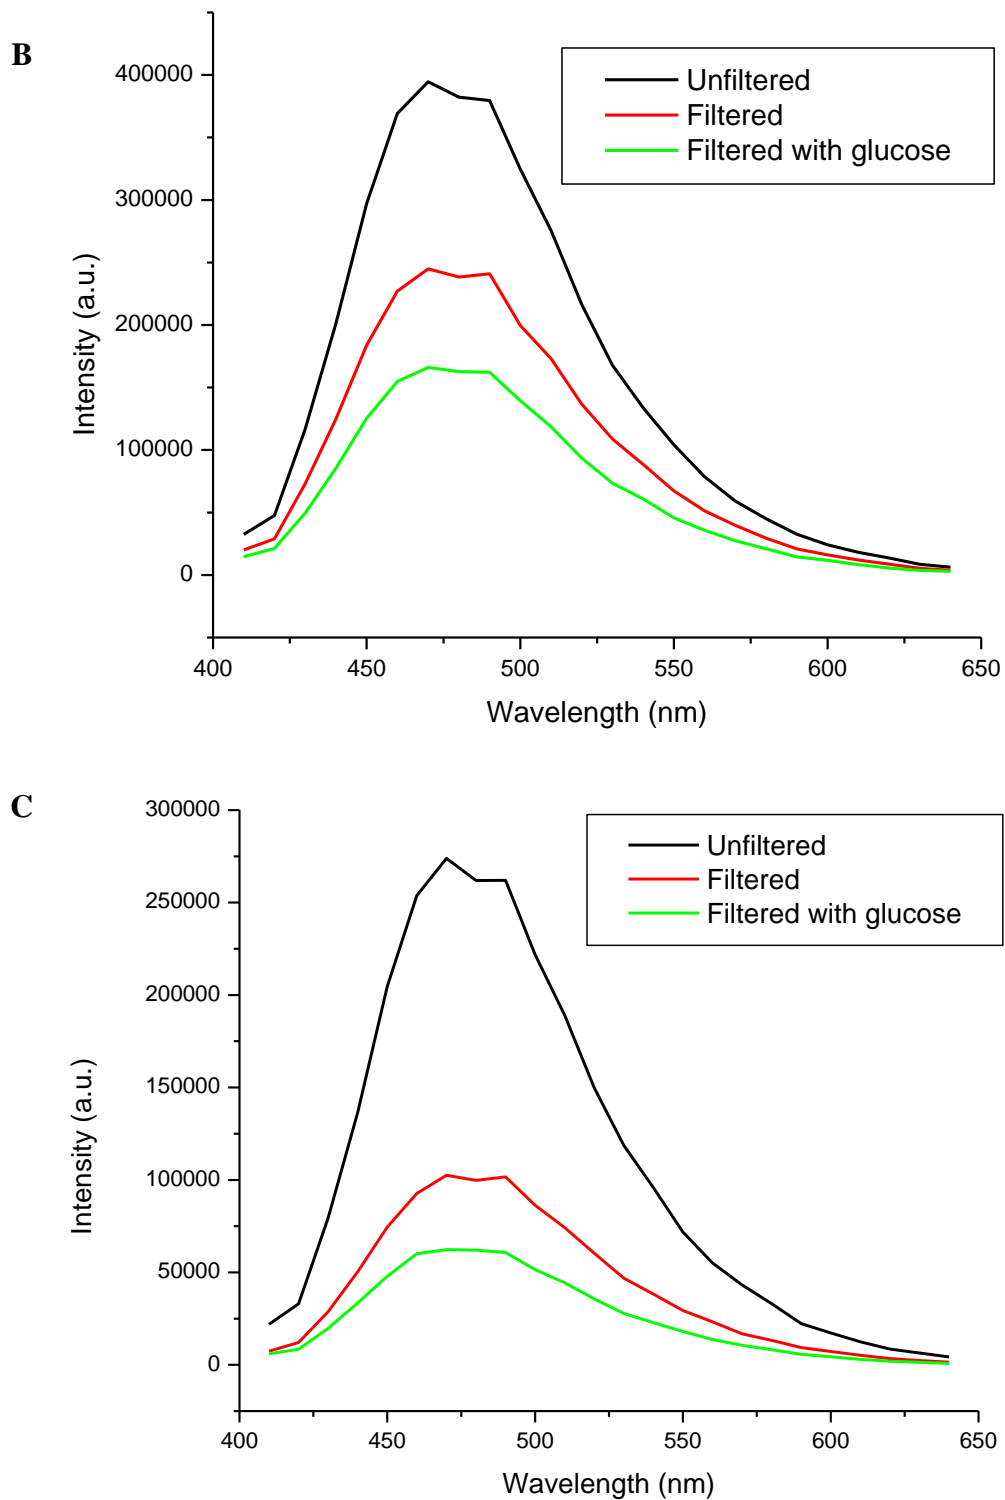 B
Unfiltered
Filtered
Filtered with glucose
400000
300000
200000
100000
0
Intensity (a.u.)
400 450 500 550 600 650
Wavelength (nm)
C
Unfiltered
Filtered
Filtered with glucose
300000
250000
200000
150000
100000
50000
0
Intensity (a.u.)
400 450 500 550 600 650
Wavelength (nm)